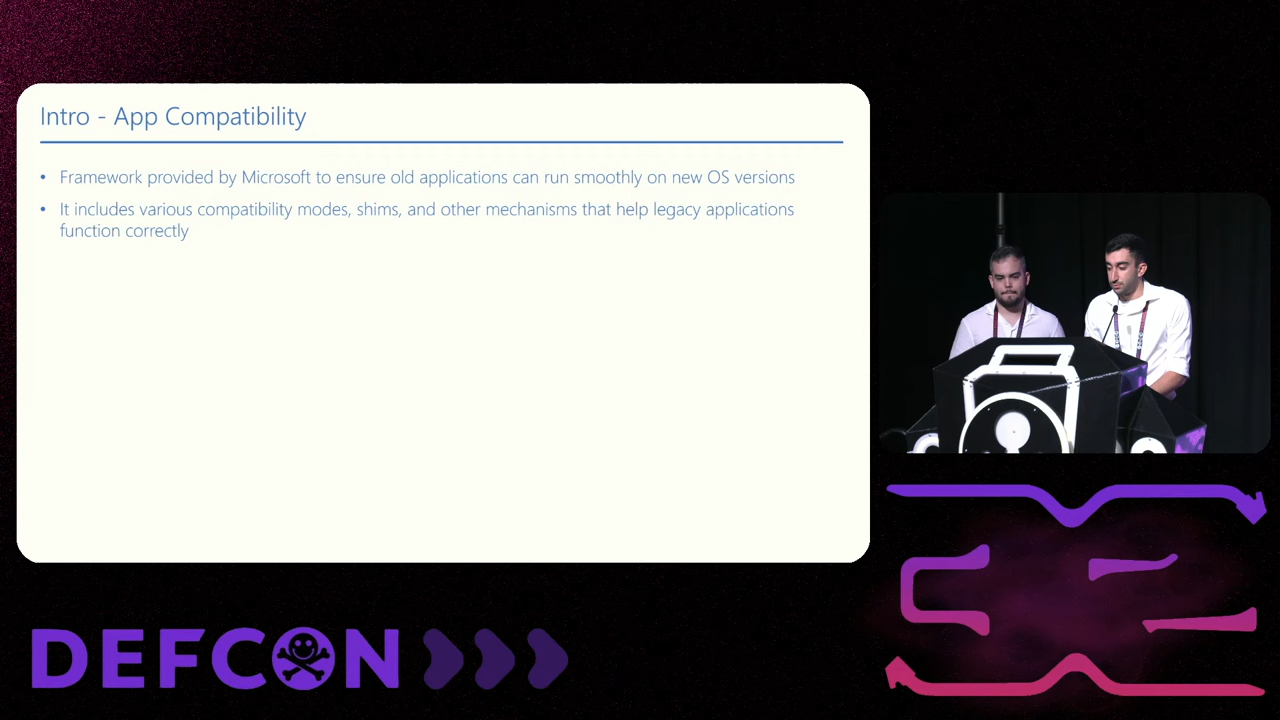 Intro - App Compatibility
• Framework provided by Microsoft to ensure old applications can run smoothly on new OS versions
• It includes various compatibility modes, shims, and other mechanisms that help legacy applications
function correctly
DEFCON